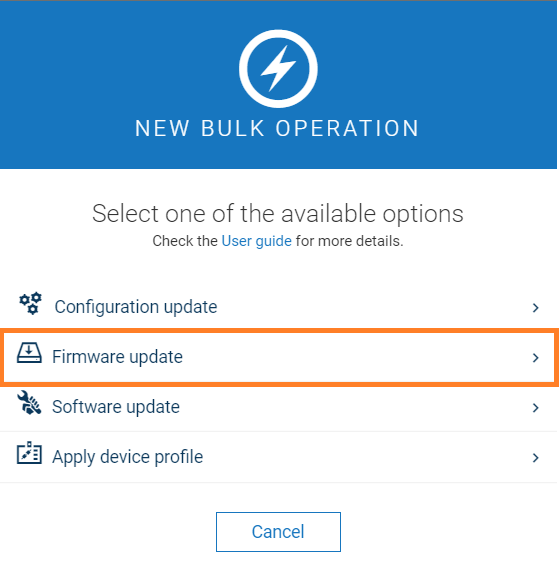 NEW BULK OPERATION
Select one of the available options
Check the User guide for more details.
Configuration update
Firmware update
Software update
Apply device profile
Cancel